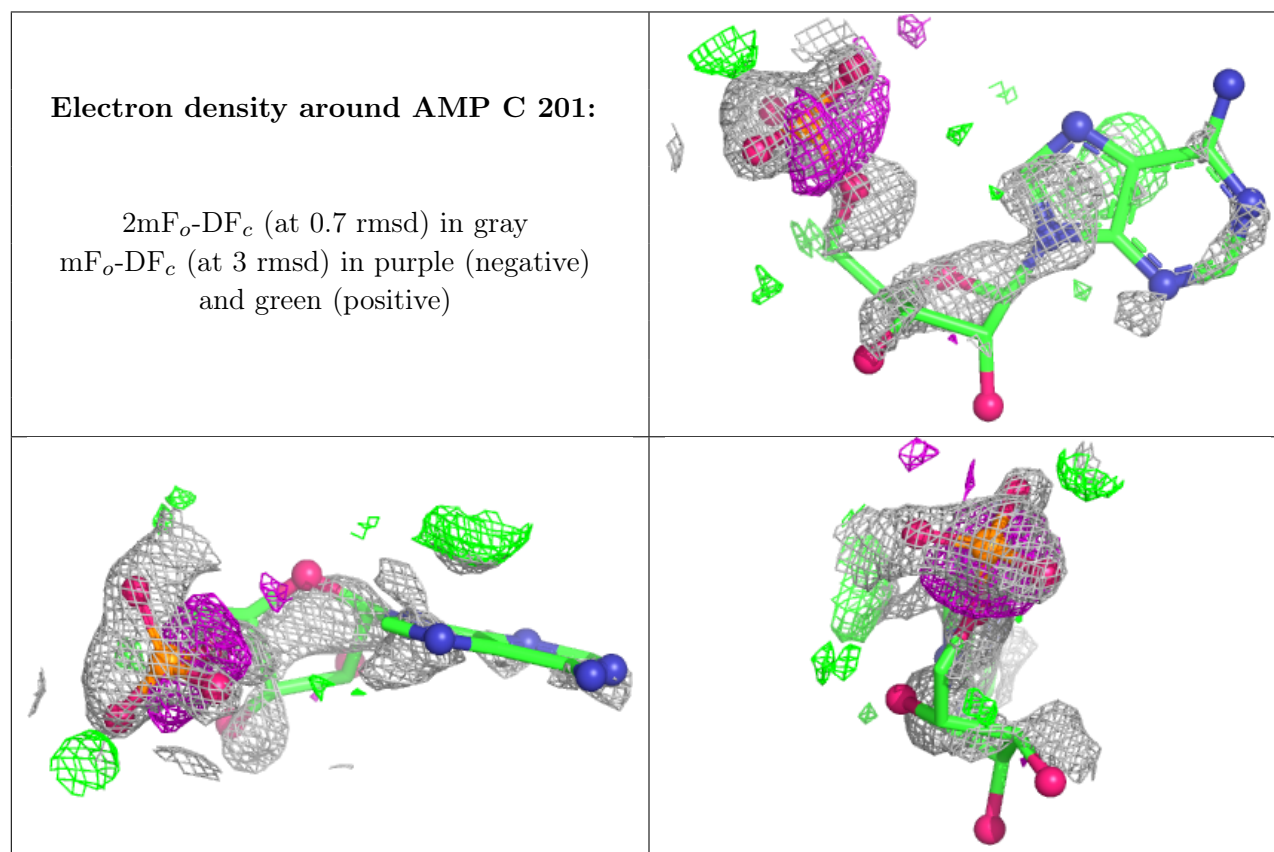 Electron density around AMP C 201:
2mFo-DFc (at 0.7 rmsd) in gray
mFo-DFc (at 3 rmsd) in purple (negative)
and green (positive)